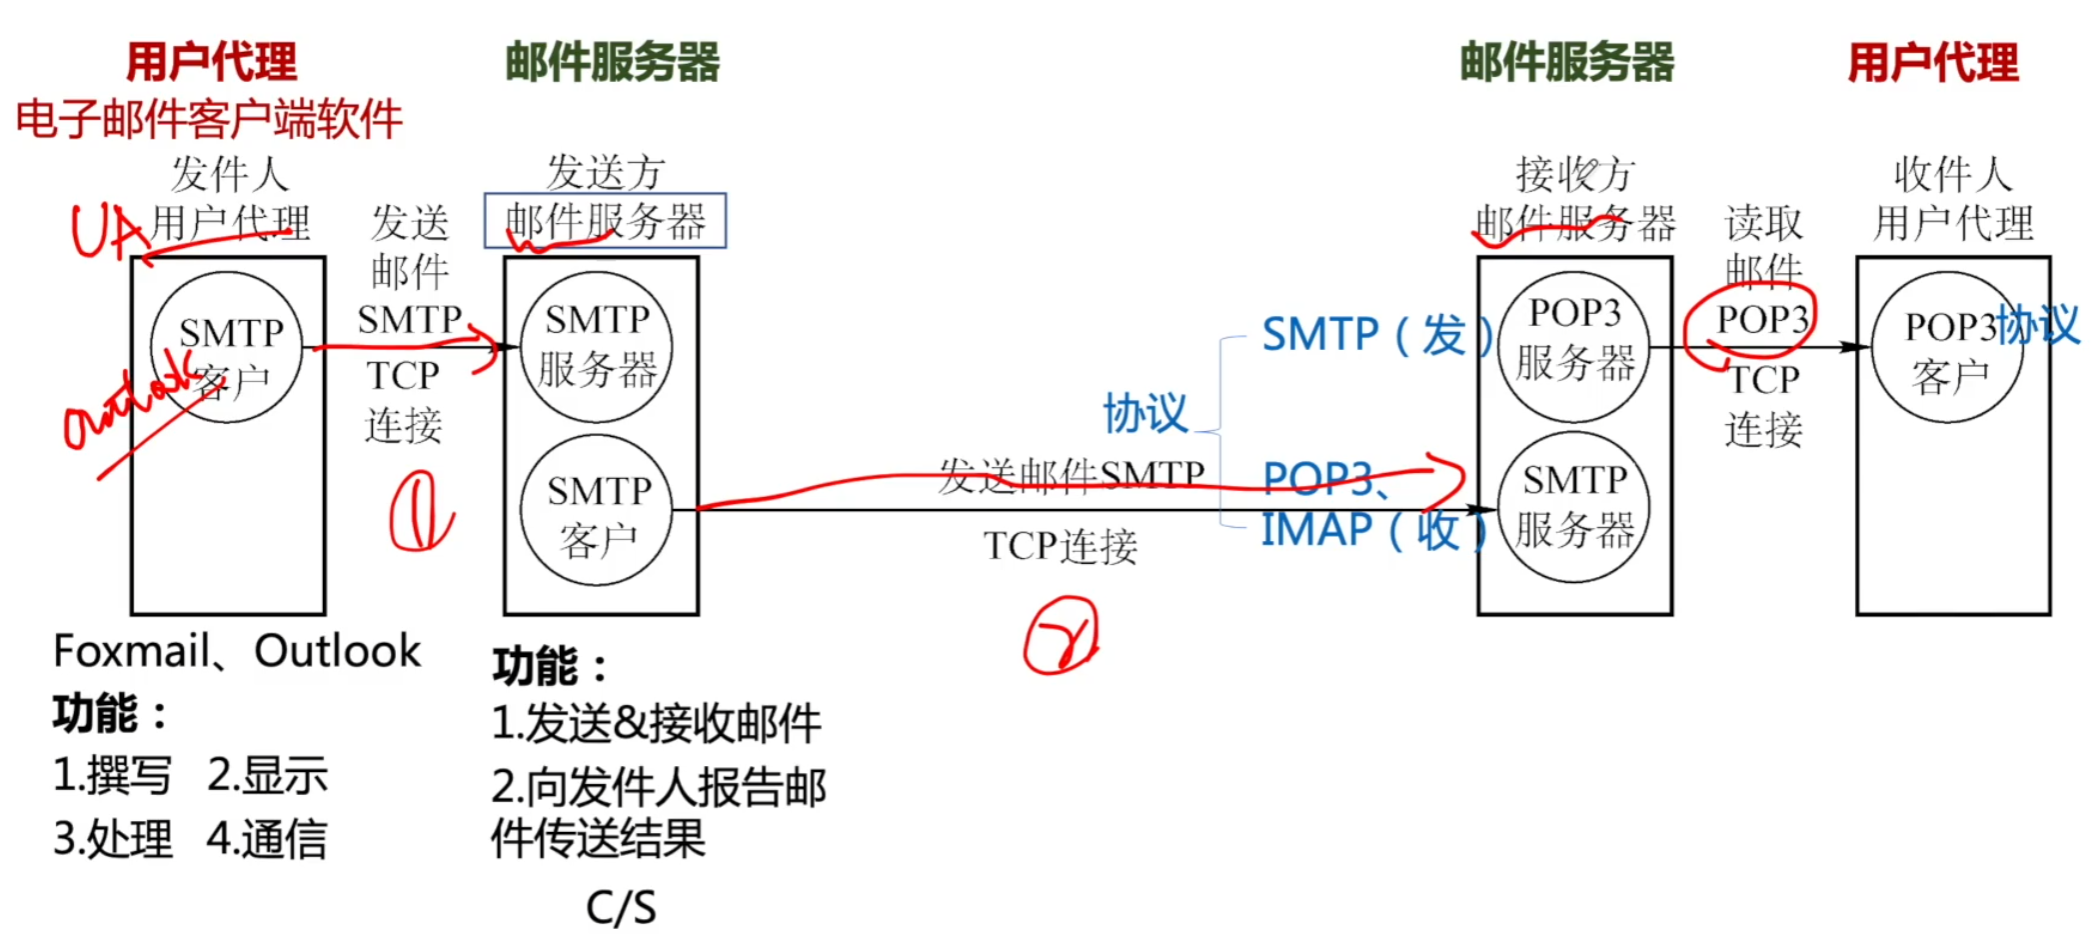 用户代理
邮件服务器
邮件服务器
用户代理
电子邮件客户端软件
发件人
用户代理
UA
发送
邮件
SMTP
TCP
连接
发送方
邮件服务器
接收方
邮件服务器
读取
邮件
POP3
TCP
连接
收件人
用户代理
SMTP
客户
outlook
SMTP
服务器
SMTP
客户
①
发送邮件SMTP
TCP连接
②
协议
SMTP（发）
POP3、
IMAP（收）
POP3
服务器
SMTP
服务器
POP3
客户
协议
Foxmail、Outlook
功能：
1.撰写 2.显示
3.处理 4.通信
功能：
1.发送&接收邮件
2.向发件人报告邮
件传送结果
C/S